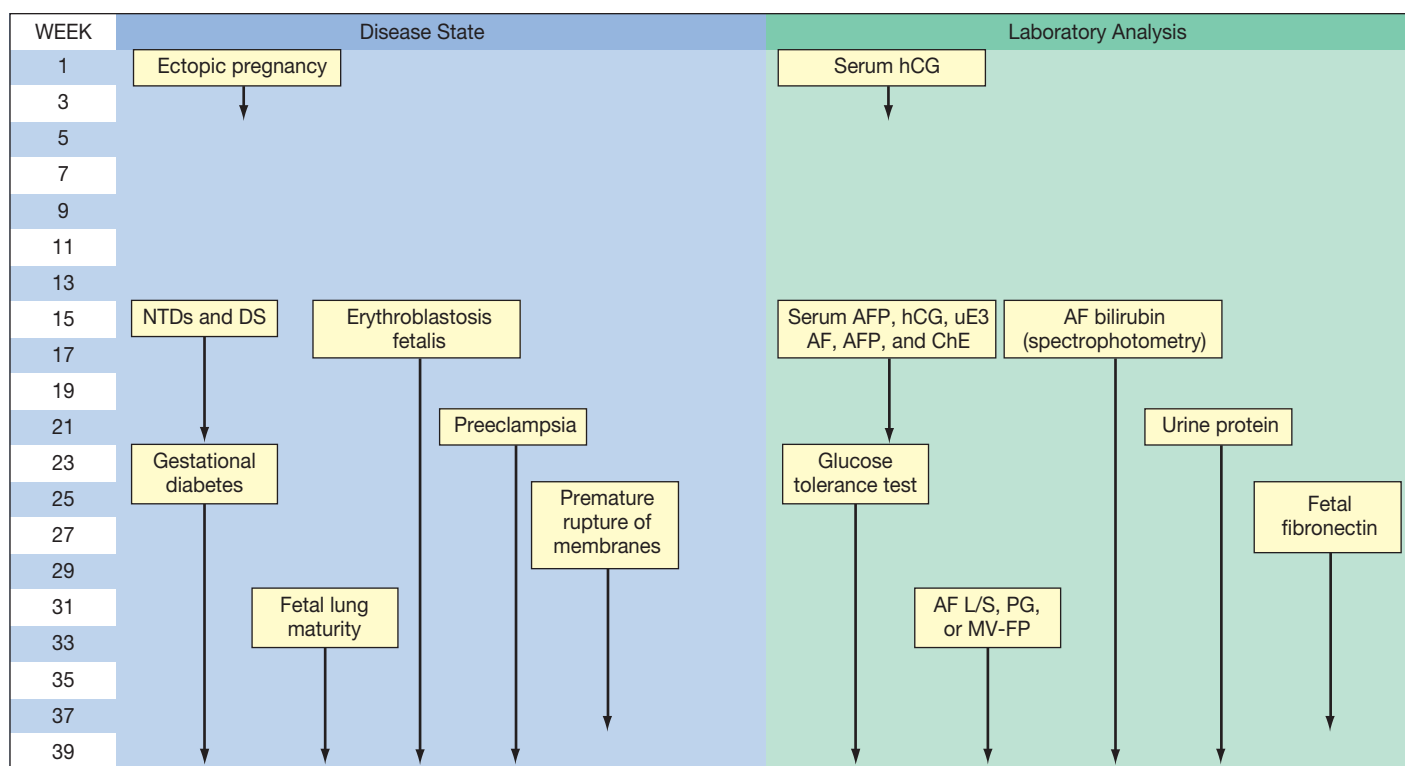 WEEK
Disease State
Laboratory Analysis
1
Ectopic pregnancy
Serum hCG
3
5
7
9
11
13
15
NTDs and DS
Erythroblastosis
fetalis
Serum AFP, hCG, uE3
AF, AFP, and ChE
AF bilirubin
(spectrophotometry)
17
19
21
Preeclampsia
Urine protein
23
Gestational
diabetes
Glucose
tolerance test
25
Premature
rupture of
membranes
Fetal
fibronectin
27
29
31
Fetal lung
maturity
AF L/S, PG,
or MV-FP
33
35
37
39